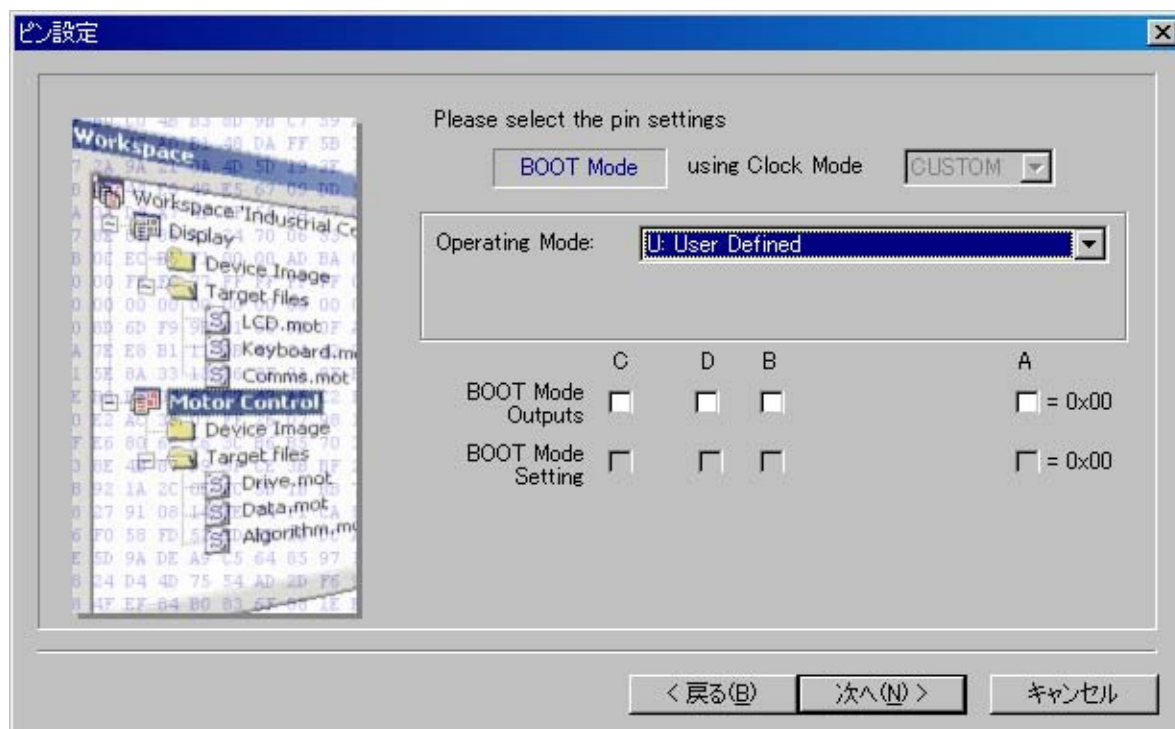 ピン設定
Please select the pin settings
BOOT Mode using Clock Mode CUSTOM
Operating Mode: U: User Defined
C D B A
BOOT Mode Outputs = 0x00
BOOT Mode Setting = 0x00
Workspace
Workspace 'Industrial Co
Display
Device Image
Target files
LCD.mot
Keyboard.m
Comms.mot
Motor Control
Device Image
Target files
Drive.mot
Data.mot
Algorithm.m
< 戻る(B) 次へ(N) > キャンセル